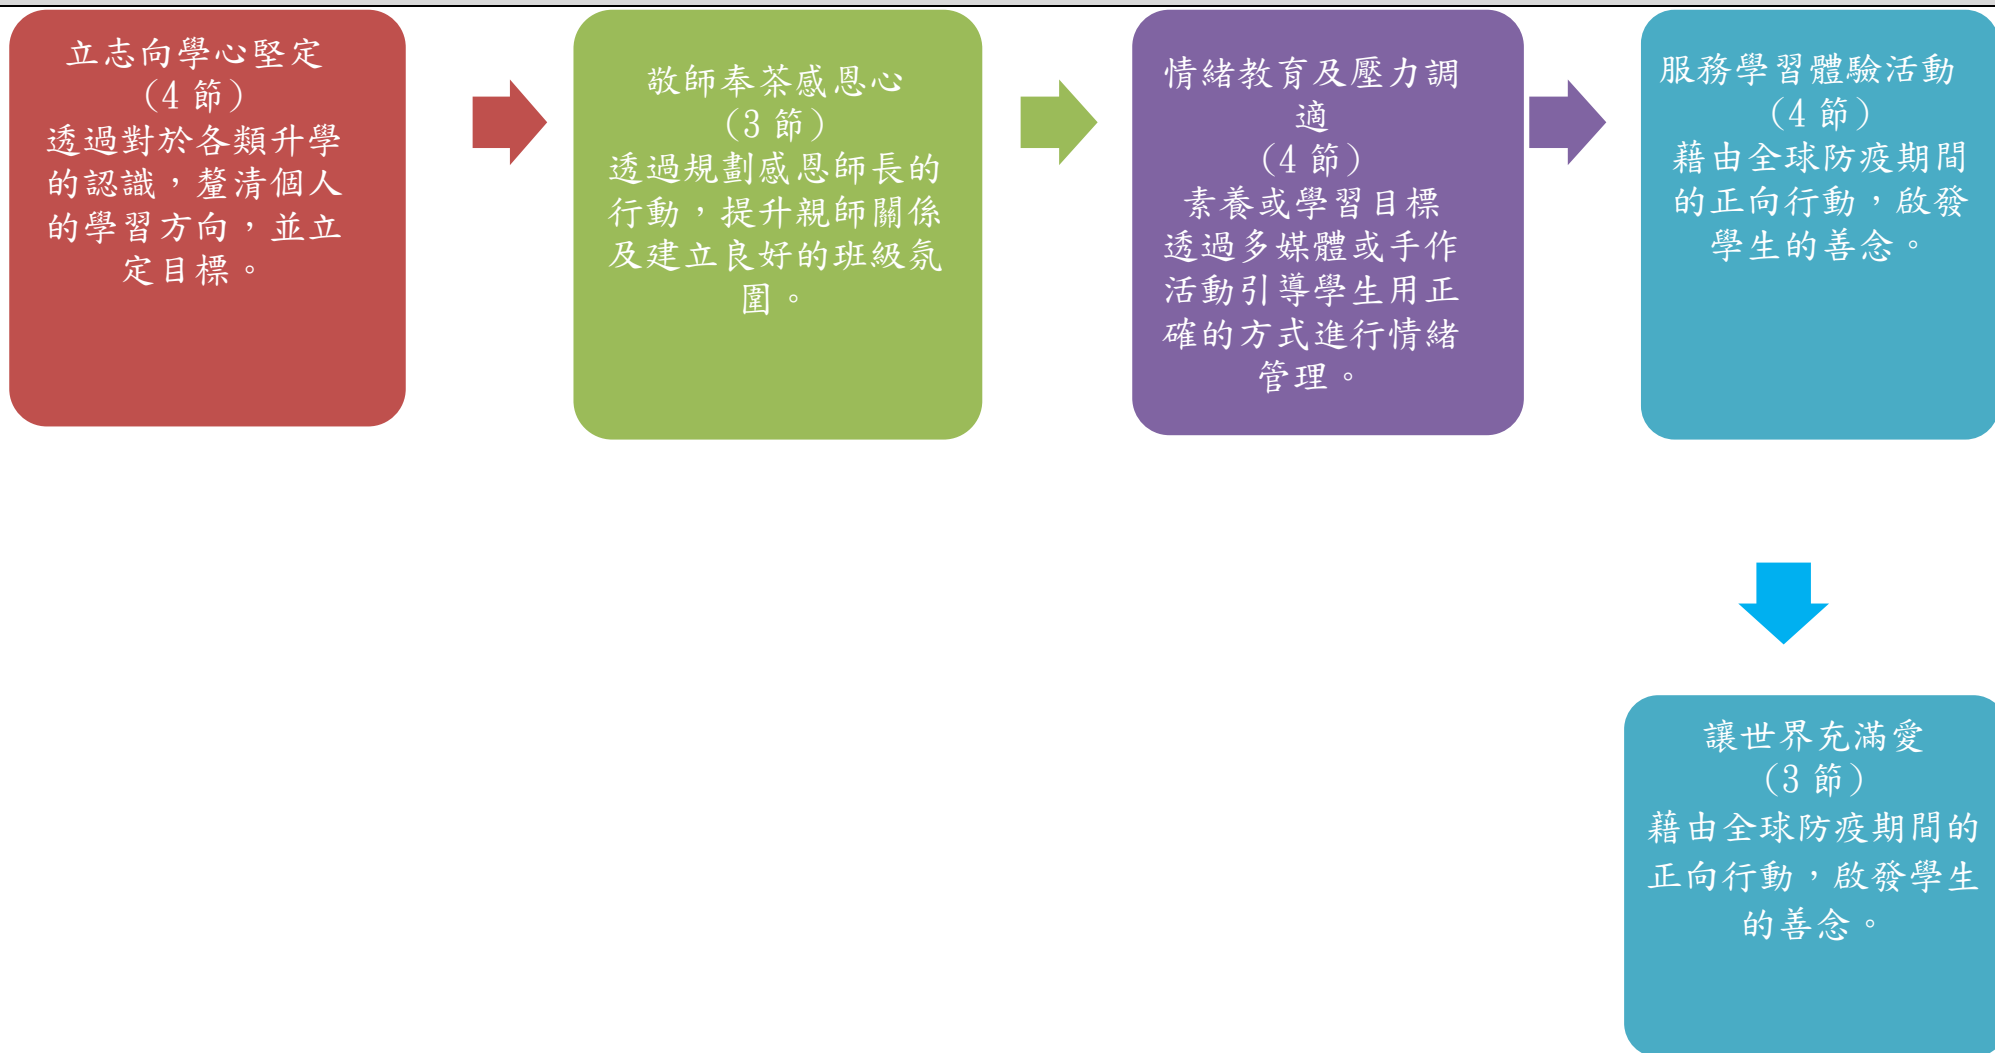 立志向學心堅定
(4 節)
透過對於各類升學
的認識，釐清個人
的學習方向，並立
定目標。
敬師奉茶感恩心
(3 節)
透過規劃感恩師長的
行動，提升親師關係
及建立良好的班級氛
圍。
情緒教育及壓力調
適
(4 節)
素養或學習目標
透過多媒體或手作
活動引導學生用正
確的方式進行情緒
管理。
服務學習體驗活動
(4 節)
藉由全球防疫期間
的正向行動，啟發
學生的善念。
讓世界充滿愛
(3 節)
藉由全球防疫期間的
正向行動，啟發學生
的善念。